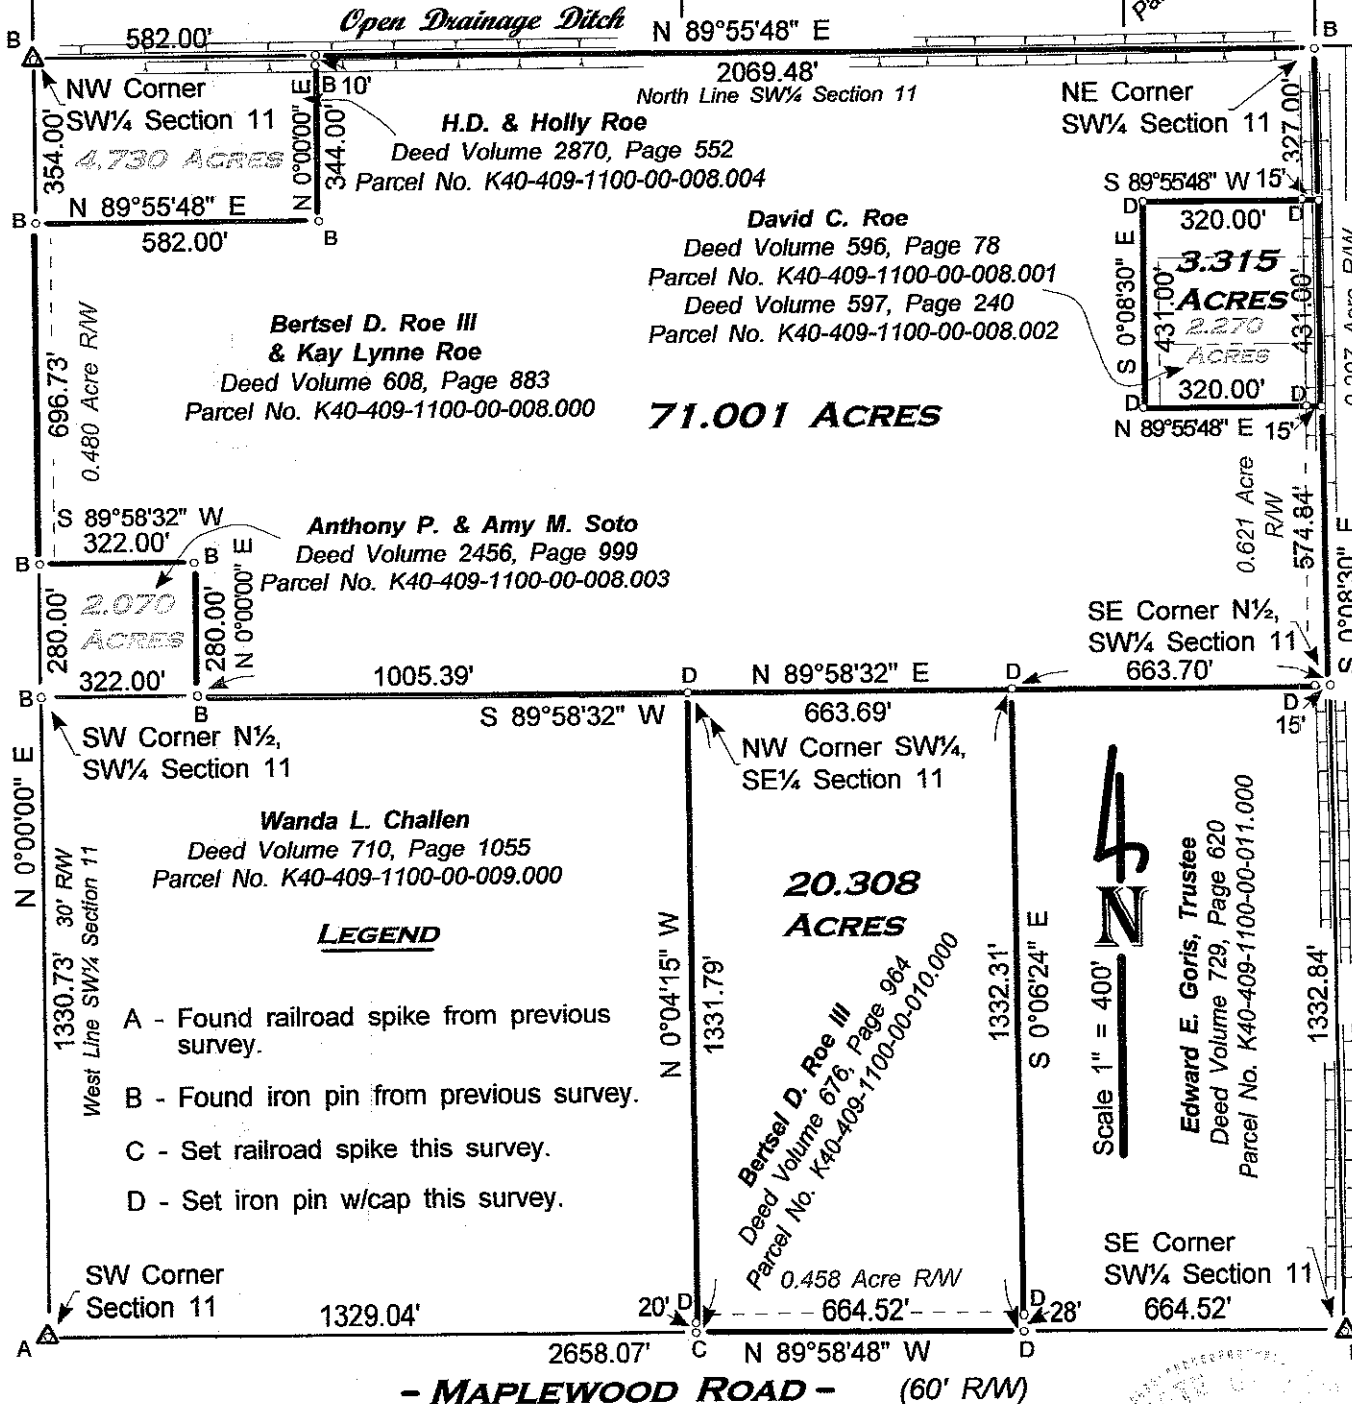 Open Drainage Ditch
B
582.00'
N 89°55'48" E
B
2069.48'
North Line SW¼ Section 11
B 10'
NW Corner
SW¼ Section 11
4.730 ACRES
354.00'
N 0°00'00" E
344.00'
NE Corner
SW¼ Section 11
327.00'
H.D. & Holly Roe
Deed Volume 2870, Page 552
Parcel No. K40-409-1100-00-008.004
B
N 89°55'48" E
582.00'
B
S 89°55'48" W 15'
D
320.00'
D
David C. Roe
Deed Volume 596, Page 78
Parcel No. K40-409-1100-00-008.001
Deed Volume 597, Page 240
Parcel No. K40-409-1100-00-008.002
S 0°08'30" E
431.00'
3.315
ACRES
2.270
ACRES
431.00'
320.00'
D
D
N 89°55'48" E 15'
Bertsel D. Roe III
& Kay Lynne Roe
Deed Volume 608, Page 883
Parcel No. K40-409-1100-00-008.000
71.001 ACRES
696.73'
0.480 Acre R/W
0.621 Acre
R/W
574.84'
S 0°08'30" E
S 89°58'32" W
322.00'
B
B
Anthony P. & Amy M. Soto
Deed Volume 2456, Page 999
Parcel No. K40-409-1100-00-008.003
280.00'
2.070
ACRES
280.00'
N 0°00'00" E
322.00'
B
B
1005.39'
S 89°58'32" W
D
N 89°58'32" E
663.69'
D
SE Corner N½,
SW¼ Section 11
663.70'
D
15'
SW Corner N½,
SW¼ Section 11
NW Corner SW¼,
SE¼ Section 11
N 0°00'00" E
1330.73' 30' R/W
West Line SW¼ Section 11
Wanda L. Challen
Deed Volume 710, Page 1055
Parcel No. K40-409-1100-00-009.000
LEGEND
A - Found railroad spike from previous
survey.
B - Found iron pin from previous survey.
C - Set railroad spike this survey.
D - Set iron pin w/cap this survey.
N 0°04'15" W
1331.79'
20.308
ACRES
Bertsel D. Roe III
Deed Volume 676, Page 964
Parcel No. K40-409-1100-00-010.000
1332.31'
S 0°06'24" E
N
Scale 1" = 400'
Edward E. Goris, Trustee
Deed Volume 729, Page 620
Parcel No. K40-409-1100-00-011.000
1332.84'
SW Corner
Section 11
SE Corner
SW¼ Section 11
0.458 Acre R/W
1329.04'
20'
D
664.52'
D
28'
664.52'
A
2658.07'
C
N 89°58'48" W
D
- MAPLEWOOD ROAD - (60' R/W)